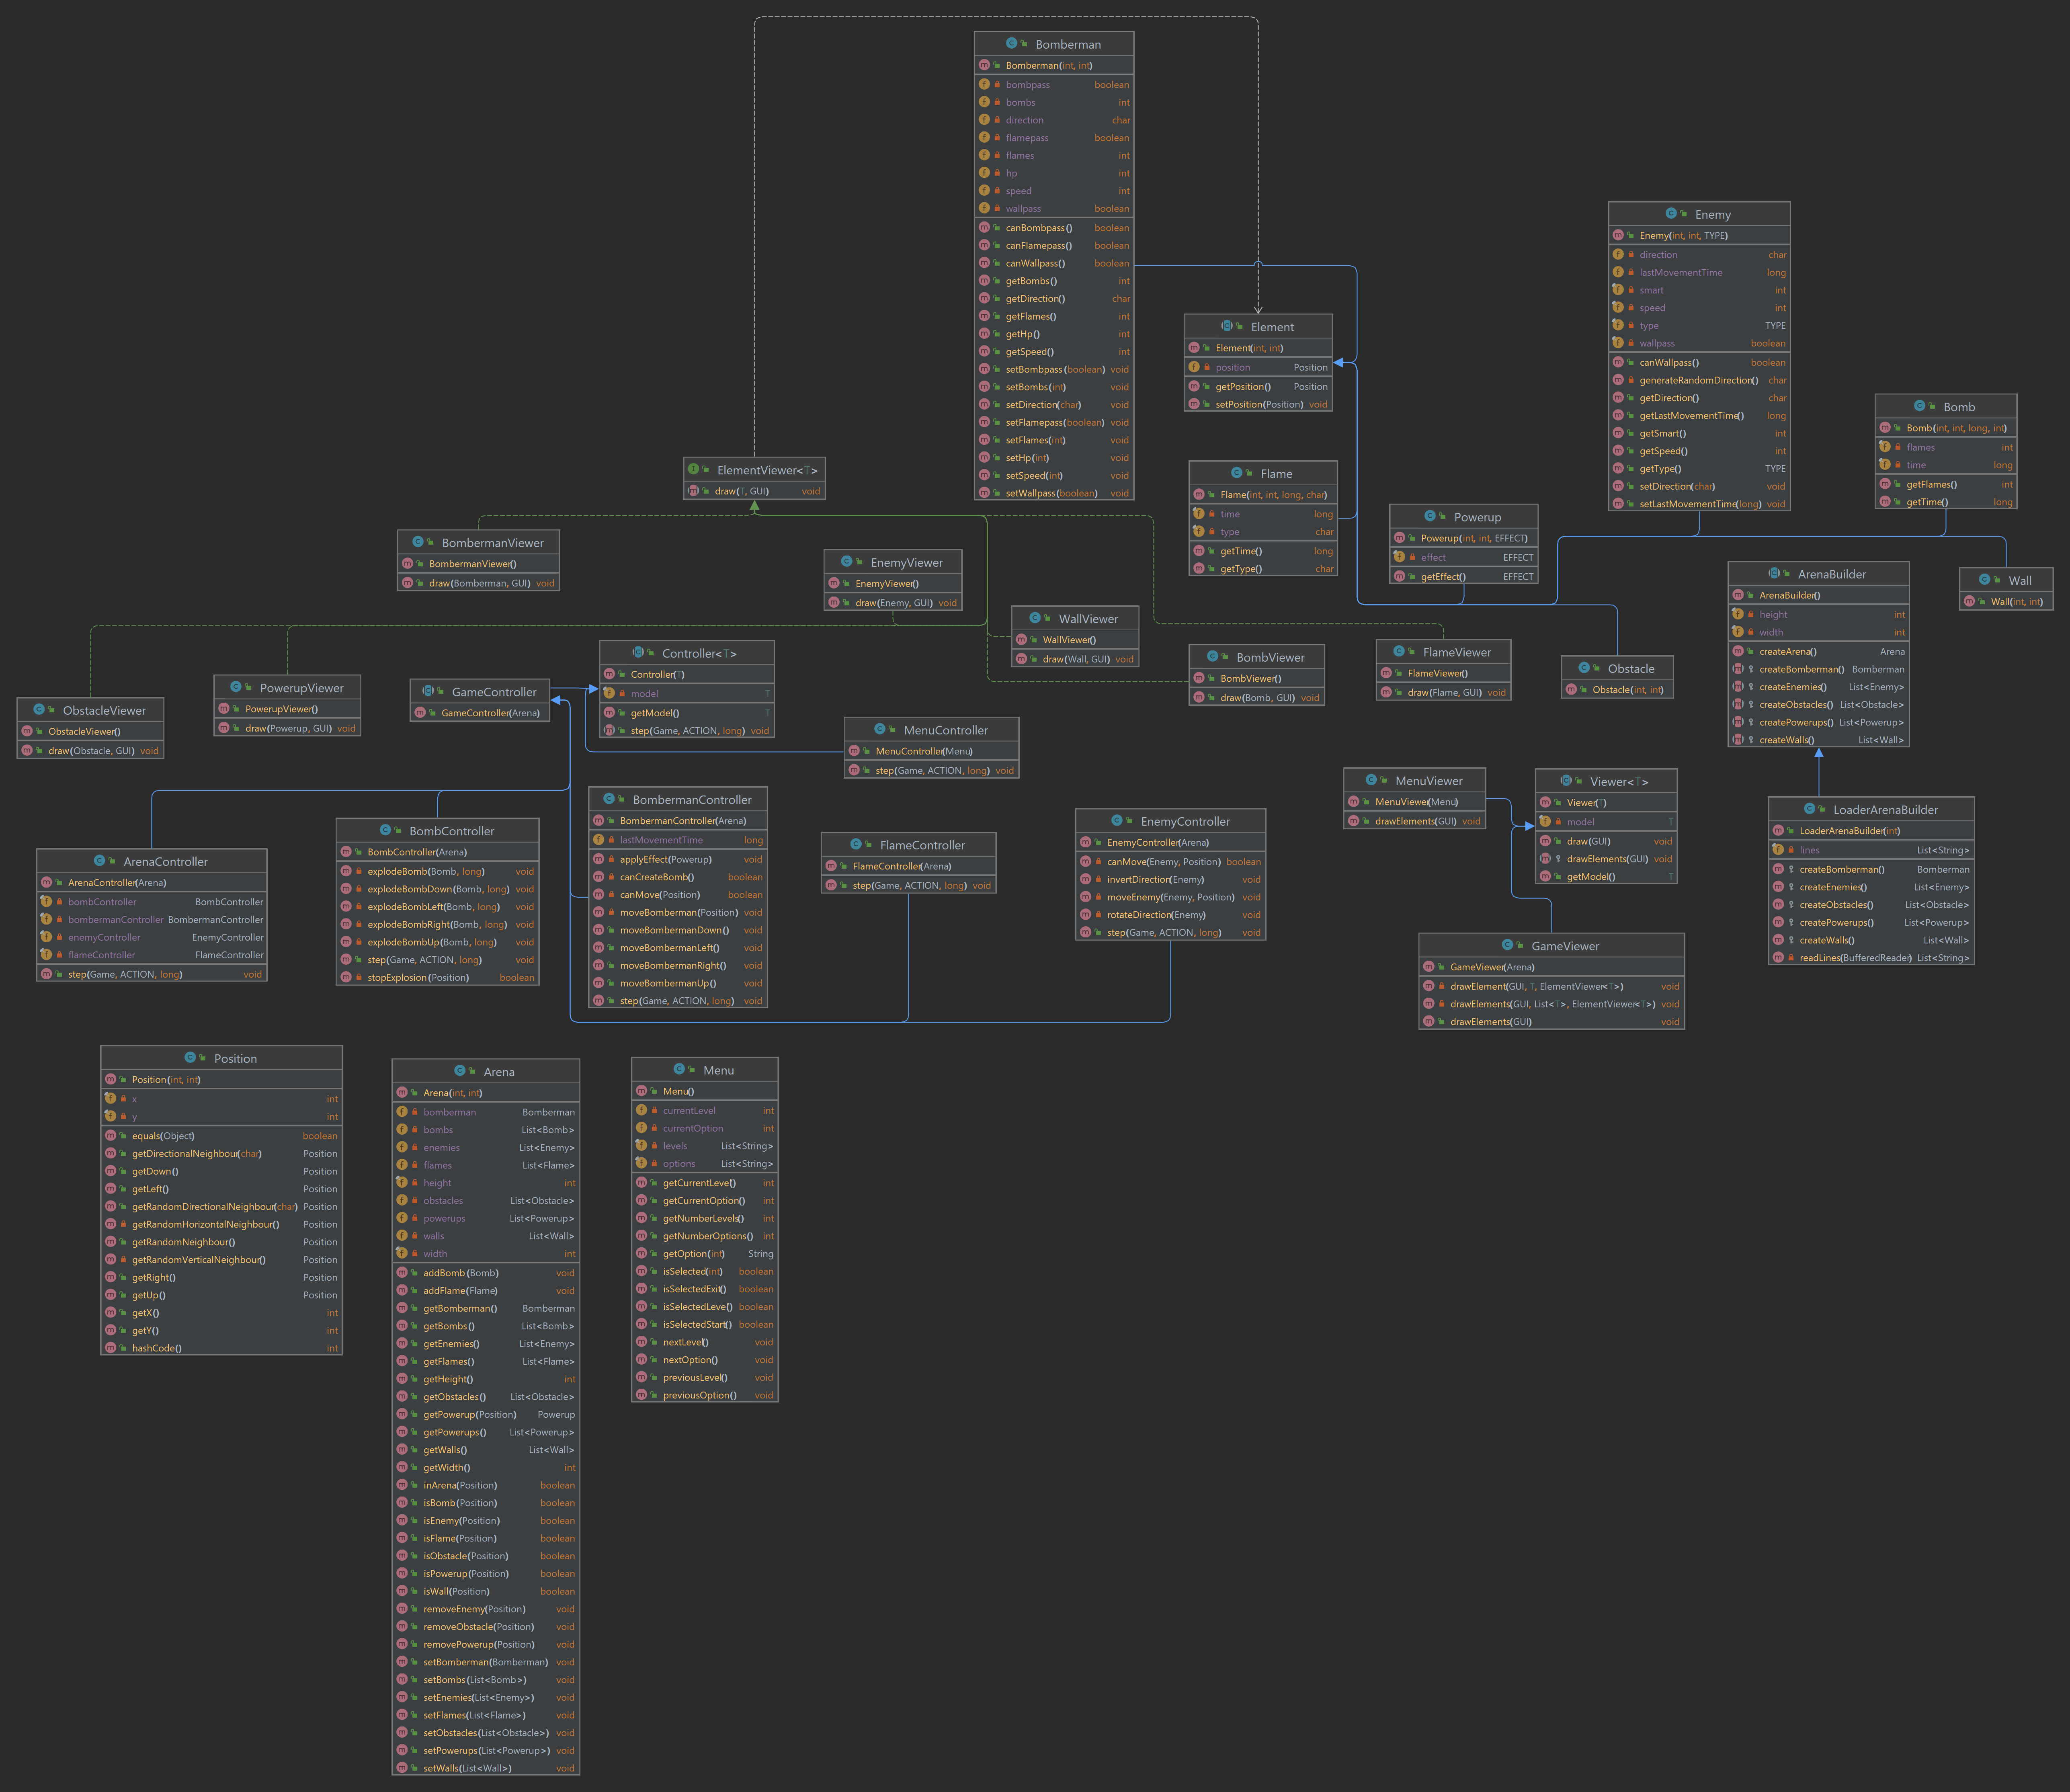 Bomberman
Bomberman(int, int)
bombpass boolean
bombs int
direction char
flamepass boolean
flames int
hp int
speed int
wallpass boolean
canBombpass() boolean
canFlamepass() boolean
canWallpass() boolean
getBombs() int
getDirection() char
getFlames() int
getHp() int
getSpeed() int
setBombpass(boolean) void
setBombs(int) void
setDirection(char) void
setFlamepass(boolean) void
setFlames(int) void
setHp(int) void
setSpeed(int) void
setWallpass(boolean) void
Enemy
Enemy(int, int, TYPE)
direction char
lastMovementTime long
smart int
speed int
type TYPE
wallpass boolean
canWallpass() boolean
generateRandomDirection() char
getDirection() char
getLastMovementTime() long
getSmart() int
getSpeed() int
getType() TYPE
setDirection(char) void
setLastMovementTime(long) void
Element
Element(int, int)
position Position
getPosition() Position
setPosition(Position) void
Bomb
Bomb(int, int, long, int)
flames int
time long
getFlames() int
getTime() long
ElementViewer<T>
draw(T, GUI) void
Flame
Flame(int, int, long, char)
time long
type char
getTime() long
getType() char
Powerup
Powerup(int, int, EFFECT)
effect EFFECT
getEffect() EFFECT
BombermanViewer
BombermanViewer()
draw(Bomberman, GUI) void
EnemyViewer
EnemyViewer()
draw(Enemy, GUI) void
ArenaBuilder
ArenaBuilder()
height int
width int
createArena() Arena
createBomberman() Bomberman
createEnemies() List<Enemy>
createObstacles() List<Obstacle>
createPowerups() List<Powerup>
createWalls() List<Wall>
Wall
Wall(int, int)
WallViewer
WallViewer()
draw(Wall, GUI) void
Controller<T>
Controller(T)
model T
getModel() T
step(Game, ACTION, long) void
BombViewer
BombViewer()
draw(Bomb, GUI) void
FlameViewer
FlameViewer()
draw(Flame, GUI) void
Obstacle
Obstacle(int, int)
ObstacleViewer
ObstacleViewer()
draw(Obstacle, GUI) void
PowerupViewer
PowerupViewer()
draw(Powerup, GUI) void
GameController
GameController(Arena)
MenuController
MenuController(Menu)
step(Game, ACTION, long) void
MenuViewer
MenuViewer(Menu)
drawElements(GUI) void
Viewer<T>
Viewer(T)
model T
draw(GUI) void
drawElements(GUI) void
getModel() T
LoaderArenaBuilder
LoaderArenaBuilder(int)
lines List<String>
createBomberman() Bomberman
createEnemies() List<Enemy>
createObstacles() List<Obstacle>
createPowerups() List<Powerup>
createWalls() List<Wall>
readLines(BufferedReader) List<String>
ArenaController
ArenaController(Arena)
bombController BombController
bombermanController BombermanController
enemyController EnemyController
flameController FlameController
step(Game, ACTION, long) void
BombController
BombController(Arena)
explodeBomb(Bomb, long) void
explodeBombDown(Bomb, long) void
explodeBombLeft(Bomb, long) void
explodeBombRight(Bomb, long) void
explodeBombUp(Bomb, long) void
step(Game, ACTION, long) void
stopExplosion(Position) boolean
BombermanController
BombermanController(Arena)
lastMovementTime long
applyEffect(Powerup) void
canCreateBomb() boolean
canMove(Position) boolean
moveBomberman(Position) void
moveBombermanDown() void
moveBombermanLeft() void
moveBombermanRight() void
moveBombermanUp() void
step(Game, ACTION, long) void
FlameController
FlameController(Arena)
step(Game, ACTION, long) void
EnemyController
EnemyController(Arena)
canMove(Enemy, Position) boolean
invertDirection(Enemy) void
moveEnemy(Enemy, Position) void
rotateDirection(Enemy) void
step(Game, ACTION, long) void
GameViewer
GameViewer(Arena)
drawElement(GUI, T, ElementViewer<T>) void
drawElements(GUI, List<T>, ElementViewer<T>) void
drawElements(GUI) void
Position
Position(int, int)
x int
y int
equals(Object) boolean
getDirectionalNeighbour(char) Position
getDown() Position
getLeft() Position
getRandomDirectionalNeighbour(char) Position
getRandomHorizontalNeighbour() Position
getRandomNeighbour() Position
getRandomVerticalNeighbour() Position
getRight() Position
getUp() Position
getX() int
getY() int
hashCode() int
Arena
Arena(int, int)
bomberman Bomberman
bombs List<Bomb>
enemies List<Enemy>
flames List<Flame>
height int
obstacles List<Obstacle>
powerups List<Powerup>
walls List<Wall>
width int
addBomb(Bomb) void
addFlame(Flame) void
getBomberman() Bomberman
getBombs() List<Bomb>
getEnemies() List<Enemy>
getFlames() List<Flame>
getHeight() int
getObstacles() List<Obstacle>
getPowerup(Position) Powerup
getPowerups() List<Powerup>
getWalls() List<Wall>
getWidth() int
inArena(Position) boolean
isBomb(Position) boolean
isEnemy(Position) boolean
isFlame(Position) boolean
isObstacle(Position) boolean
isPowerup(Position) boolean
isWall(Position) boolean
removeEnemy(Position) void
removeObstacle(Position) void
removePowerup(Position) void
setBomberman(Bomberman) void
setBombs(List<Bomb>) void
setEnemies(List<Enemy>) void
setFlames(List<Flame>) void
setObstacles(List<Obstacle>) void
setPowerups(List<Powerup>) void
setWalls(List<Wall>) void
Menu
Menu()
currentLevel int
currentOption int
levels List<String>
options List<String>
getCurrentLevel() int
getCurrentOption() int
getNumberLevels() int
getNumberOptions() int
getOption(int) String
isSelected(int) boolean
isSelectedExit() boolean
isSelectedLevel() boolean
isSelectedStart() boolean
nextLevel() void
nextOption() void
previousLevel() void
previousOption() void